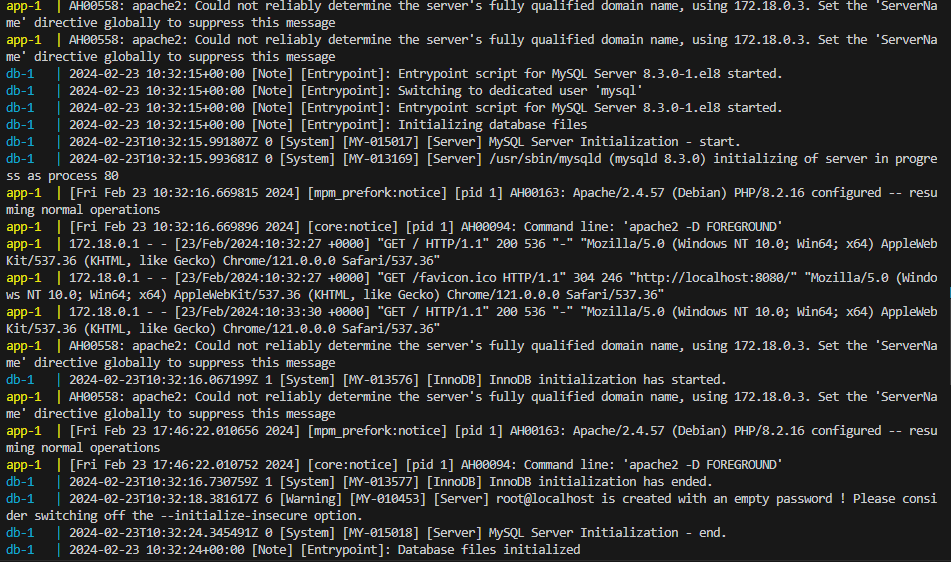 app-1  | AH00558: apache2: Could not reliably determine the server's fully qualified domain name, using 172.18.0.3. Set the 'ServerNa
me' directive globally to suppress this message
app-1  | AH00558: apache2: Could not reliably determine the server's fully qualified domain name, using 172.18.0.3. Set the 'ServerNa
me' directive globally to suppress this message
db-1   | 2024-02-23 10:32:15+00:00 [Note] [Entrypoint]: Entrypoint script for MySQL Server 8.3.0-1.el8 started.
db-1   | 2024-02-23 10:32:15+00:00 [Note] [Entrypoint]: Switching to dedicated user 'mysql'
db-1   | 2024-02-23 10:32:15+00:00 [Note] [Entrypoint]: Entrypoint script for MySQL Server 8.3.0-1.el8 started.
db-1   | 2024-02-23 10:32:15+00:00 [Note] [Entrypoint]: Initializing database files
db-1   | 2024-02-23T10:32:15.991807Z 0 [System] [MY-015017] [Server] MySQL Server Initialization - start.
db-1   | 2024-02-23T10:32:15.993681Z 0 [System] [MY-013169] [Server] /usr/sbin/mysqld (mysqld 8.3.0) initializing of server in progre
ss as process 80
app-1  | [Fri Feb 23 10:32:16.669815 2024] [mpm_prefork:notice] [pid 1] AH00163: Apache/2.4.57 (Debian) PHP/8.2.16 configured -- resu
ming normal operations
app-1  | [Fri Feb 23 10:32:16.669896 2024] [core:notice] [pid 1] AH00094: Command line: 'apache2 -D FOREGROUND'
app-1  | 172.18.0.1 - - [23/Feb/2024:10:32:27 +0000] "GET / HTTP/1.1" 200 536 "-" "Mozilla/5.0 (Windows NT 10.0; Win64; x64) AppleWeb
Kit/537.36 (KHTML, like Gecko) Chrome/121.0.0.0 Safari/537.36"
app-1  | 172.18.0.1 - - [23/Feb/2024:10:32:27 +0000] "GET /favicon.ico HTTP/1.1" 304 246 "http://localhost:8080/" "Mozilla/5.0 (Windo
ws NT 10.0; Win64; x64) AppleWebKit/537.36 (KHTML, like Gecko) Chrome/121.0.0.0 Safari/537.36"
app-1  | 172.18.0.1 - - [23/Feb/2024:10:33:30 +0000] "GET / HTTP/1.1" 200 536 "-" "Mozilla/5.0 (Windows NT 10.0; Win64; x64) AppleWeb
Kit/537.36 (KHTML, like Gecko) Chrome/121.0.0.0 Safari/537.36"
app-1  | AH00558: apache2: Could not reliably determine the server's fully qualified domain name, using 172.18.0.3. Set the 'ServerNa
me' directive globally to suppress this message
db-1   | 2024-02-23T10:32:16.067199Z 1 [System] [MY-013576] [InnoDB] InnoDB initialization has started.
app-1  | AH00558: apache2: Could not reliably determine the server's fully qualified domain name, using 172.18.0.3. Set the 'ServerNa
me' directive globally to suppress this message
app-1  | [Fri Feb 23 17:46:22.010656 2024] [mpm_prefork:notice] [pid 1] AH00163: Apache/2.4.57 (Debian) PHP/8.2.16 configured -- resu
ming normal operations
app-1  | [Fri Feb 23 17:46:22.010752 2024] [core:notice] [pid 1] AH00094: Command line: 'apache2 -D FOREGROUND'
db-1   | 2024-02-23T10:32:16.730759Z 1 [System] [MY-013577] [InnoDB] InnoDB initialization has ended.
db-1   | 2024-02-23T10:32:18.381617Z 6 [Warning] [MY-010453] [Server] root@localhost is created with an empty password ! Please consi
der switching off the --initialize-insecure option.
db-1   | 2024-02-23T10:32:24.345491Z 0 [System] [MY-015018] [Server] MySQL Server Initialization - end.
db-1   | 2024-02-23 10:32:24+00:00 [Note] [Entrypoint]: Database files initialized